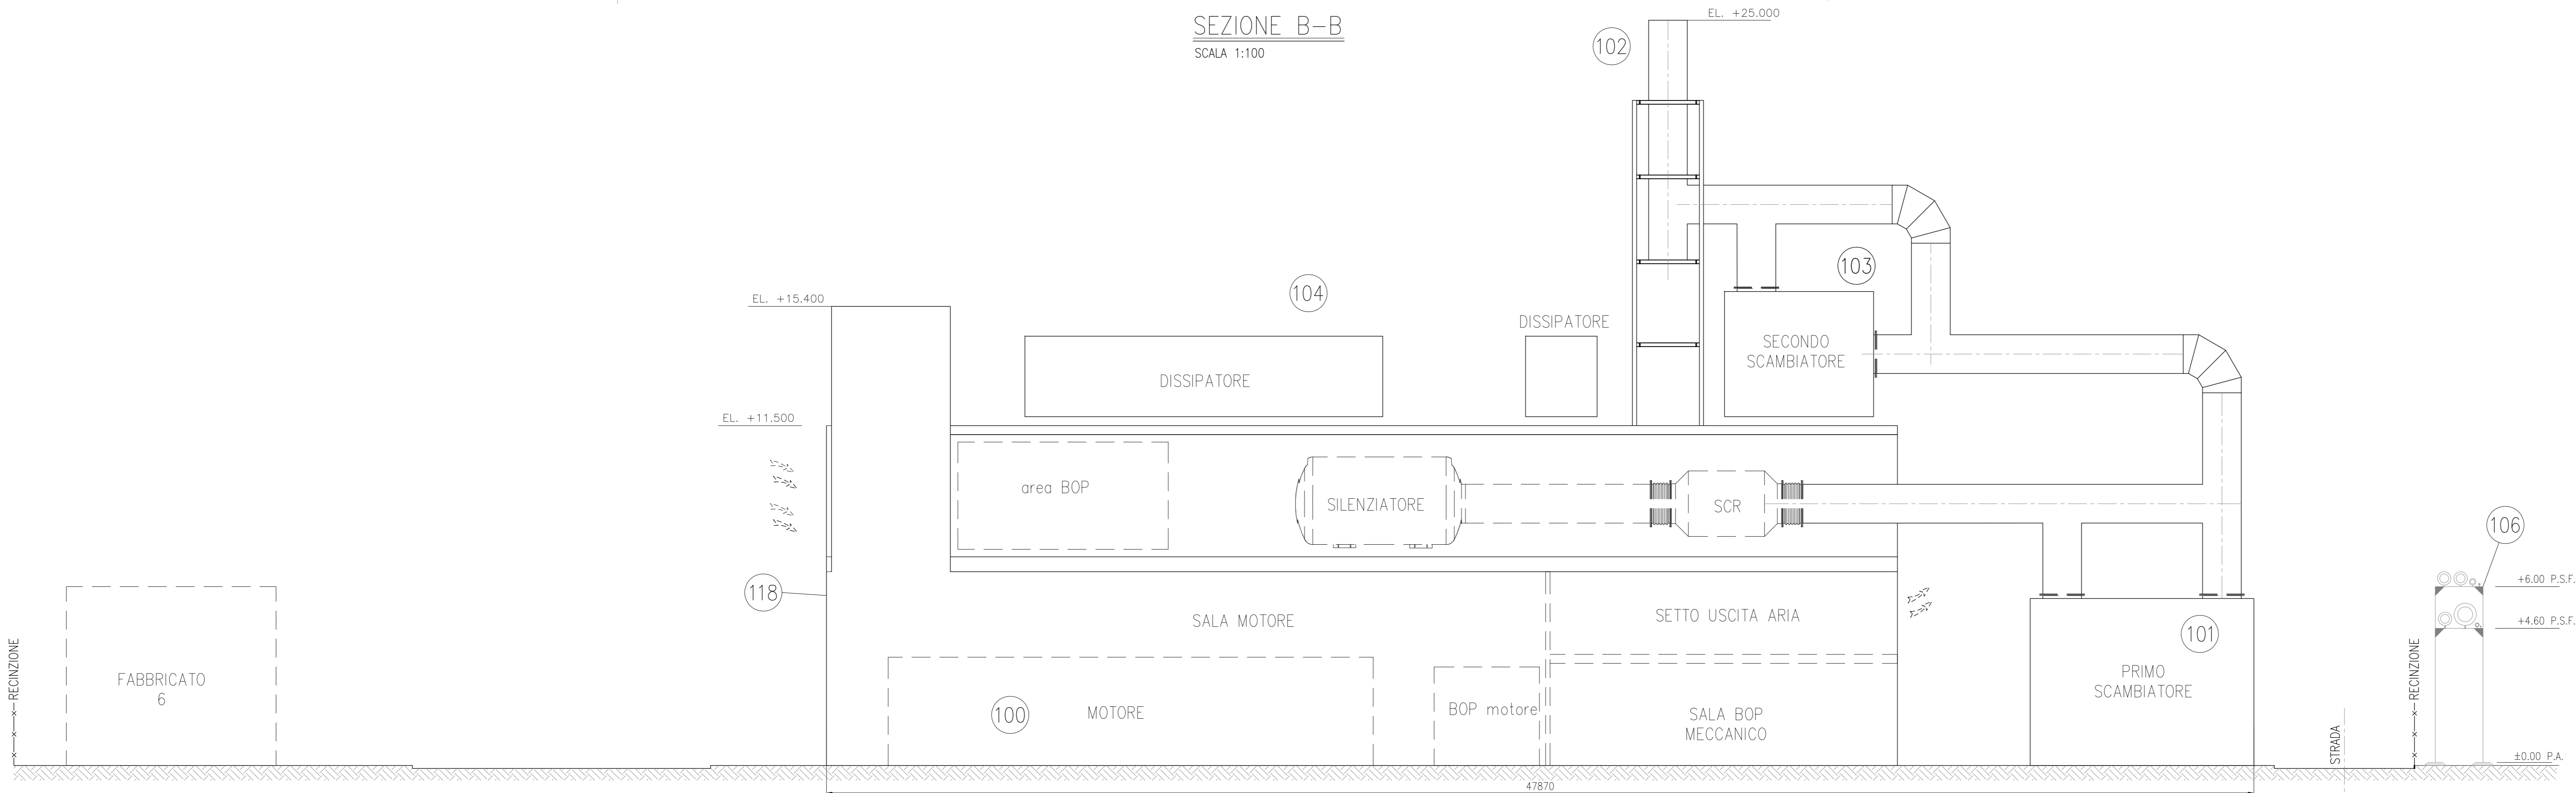 SEZIONE B-B
SCALA 1:100
EL. +25.000
102
103
104
EL. +15.400
DISSIPATORE
DISSIPATORE
SECONDO
SCAMBIATORE
EL. +11.500
area BOP
SILENZIATORE
SCR
106
+6.00 P.S.F.
+4.60 P.S.F.
118
SALA MOTORE
SETTO USCITA ARIA
101
PRIMO
SCAMBIATORE
RECINZIONE
FABBRICATO
6
100
MOTORE
BOP motore
SALA BOP
MECCANICO
STRADA
RECINZIONE
±0.00 P.A.
47870